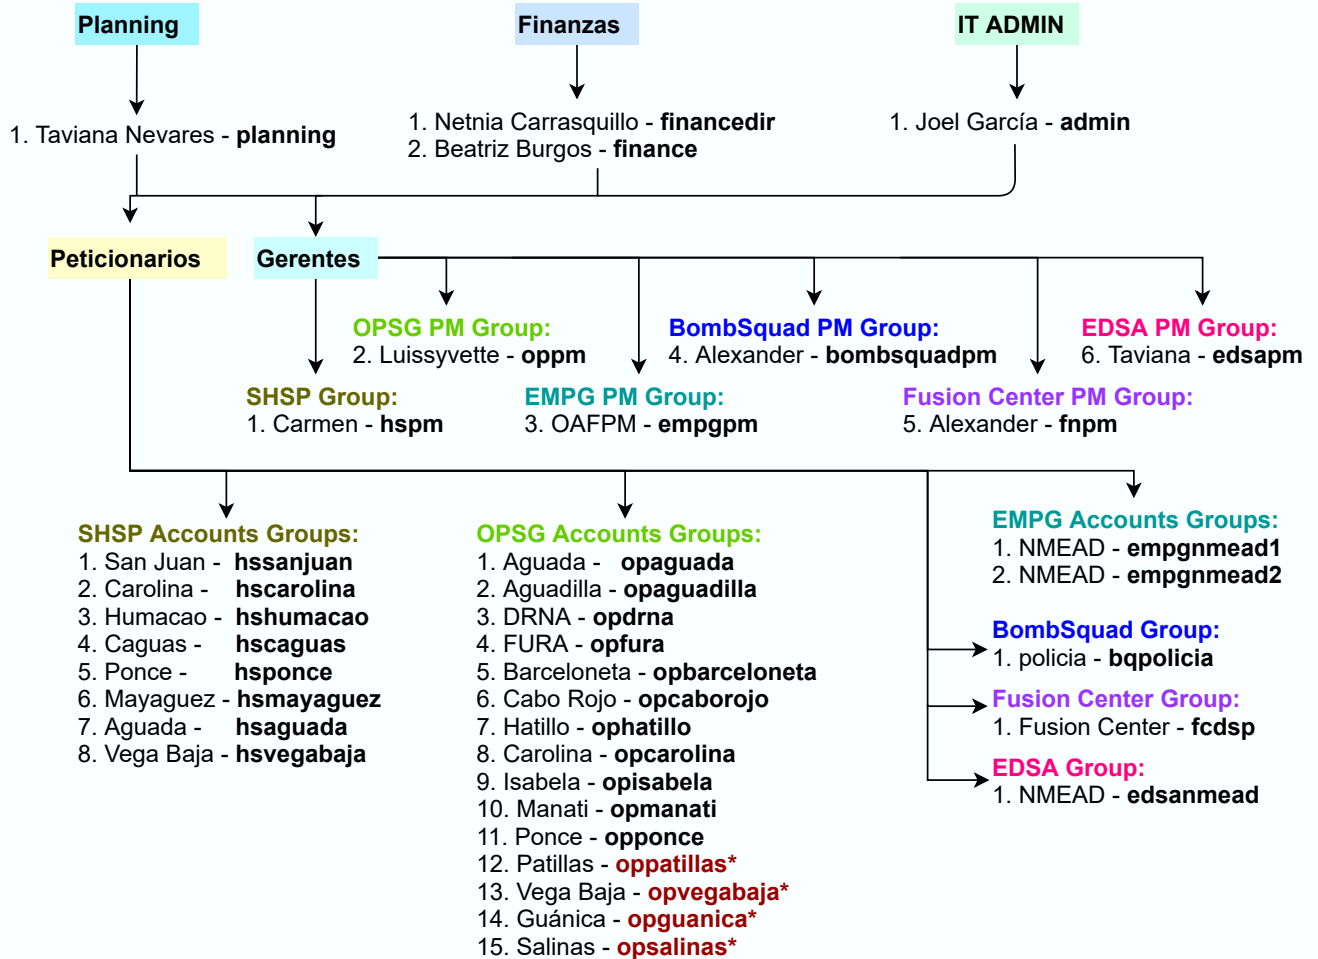 Planning
Finanzas
IT ADMIN
1. Taviana Nevares - planning
1. Netnia Carrasquillo - financedir
2. Beatriz Burgos - finance
1. Joel García - admin
Peticionarios
Gerentes
OPSG PM Group:
2. Luissyvette - oppm
BombSquad PM Group:
4. Alexander - bombsquadpm
EDSA PM Group:
6. Taviana - edsapm
SHSP Group:
1. Carmen - hspm
EMPG PM Group:
3. OAFPM - empgpm
Fusion Center PM Group:
5. Alexander - fnpm
SHSP Accounts Groups:
1. San Juan - hssanjuan
2. Carolina - hscarolina
3. Humacao - hshumacao
4. Caguas - hscaguas
5. Ponce - hsponce
6. Mayaguez - hsmayaguez
7. Aguada - hsaguada
8. Vega Baja - hsvegabaja
OPSG Accounts Groups:
1. Aguada - opaguada
2. Aguadilla - opaguadilla
3. DRNA - opdrna
4. FURA - opfura
5. Barceloneta - opbarceloneta
6. Cabo Rojo - opcaborojo
7. Hatillo - ophatillo
8. Carolina - opcarolina
9. Isabela - opisabela
10. Manati - opmanati
11. Ponce - opponce
12. Patillas - oppatillas*
13. Vega Baja - opvegabaja*
14. Guánica - opguanica*
15. Salinas - opsalinas*
EMPG Accounts Groups:
1. NMEAD - empgnmead1
2. NMEAD - empgnmead2
BombSquad Group:
1. policia - bqpolicia
Fusion Center Group:
1. Fusion Center - fcdsp
EDSA Group:
1. NMEAD - edsanmead